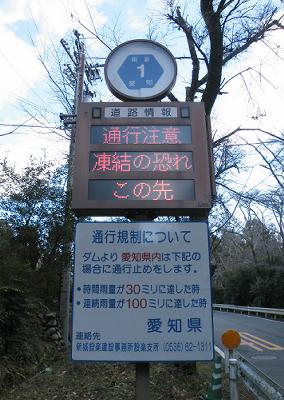 県道
1
愛知
道路情報
通行注意
凍結の恐れ
この先
通行規制について
ダムより愛知県内は下記の
場合に通行止めをします。
・時間雨量が30ミリに達した時
・連続雨量が100ミリに達した時
愛知県
連絡先
新城設楽建設事務所設楽支所 (0536) 62-1311